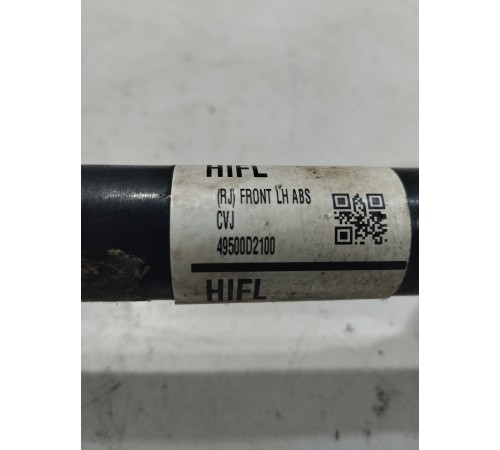 HIFL
(RJ) FRONT LH ABS
CVJ
49500D2100
HIFL